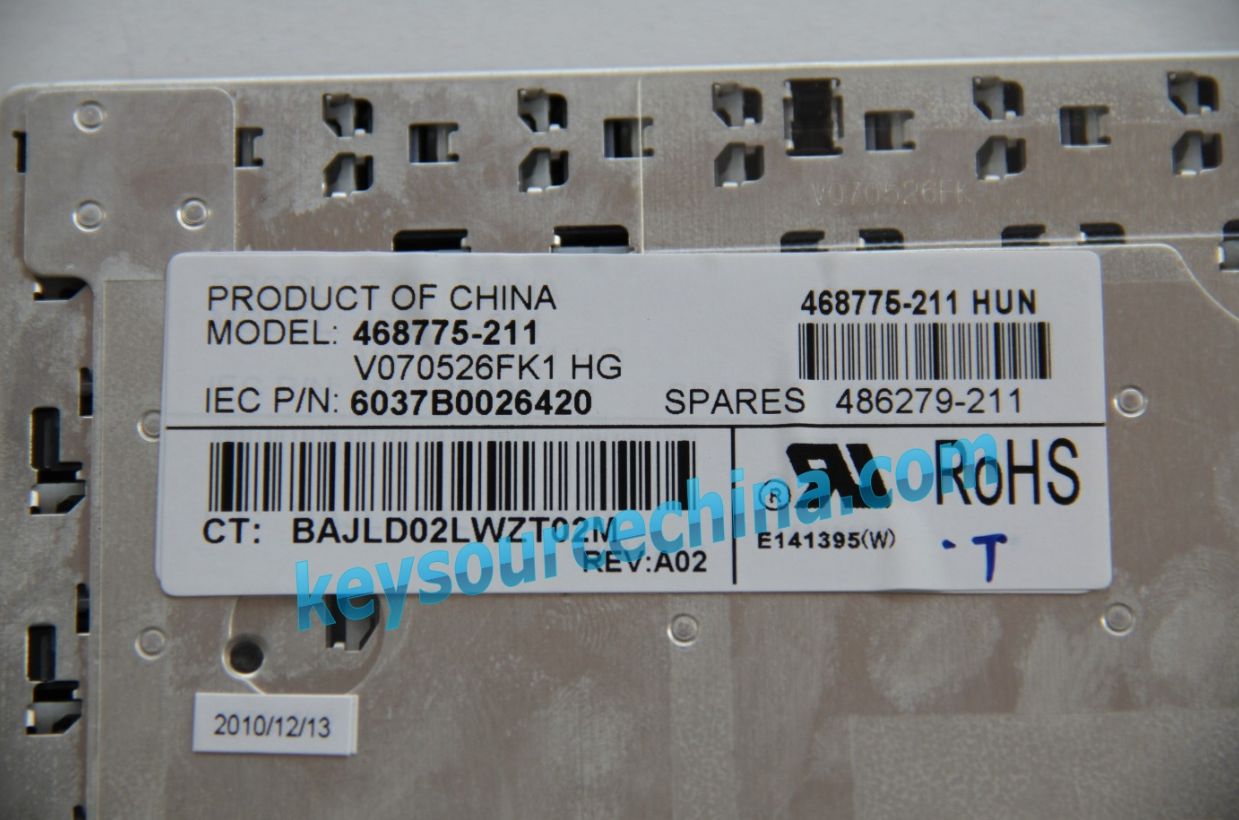 V070526FK
PRODUCT OF CHINA
468775-211 HUN
MODEL: 468775-211
V070526FK1 HG
IEC P/N: 6037B0026420
SPARES 486279-211
CT: BAJLD02LWZT02M
REV:A02
® RoHS
E141395(W)
·T
keysourcechina.com
2010/12/13